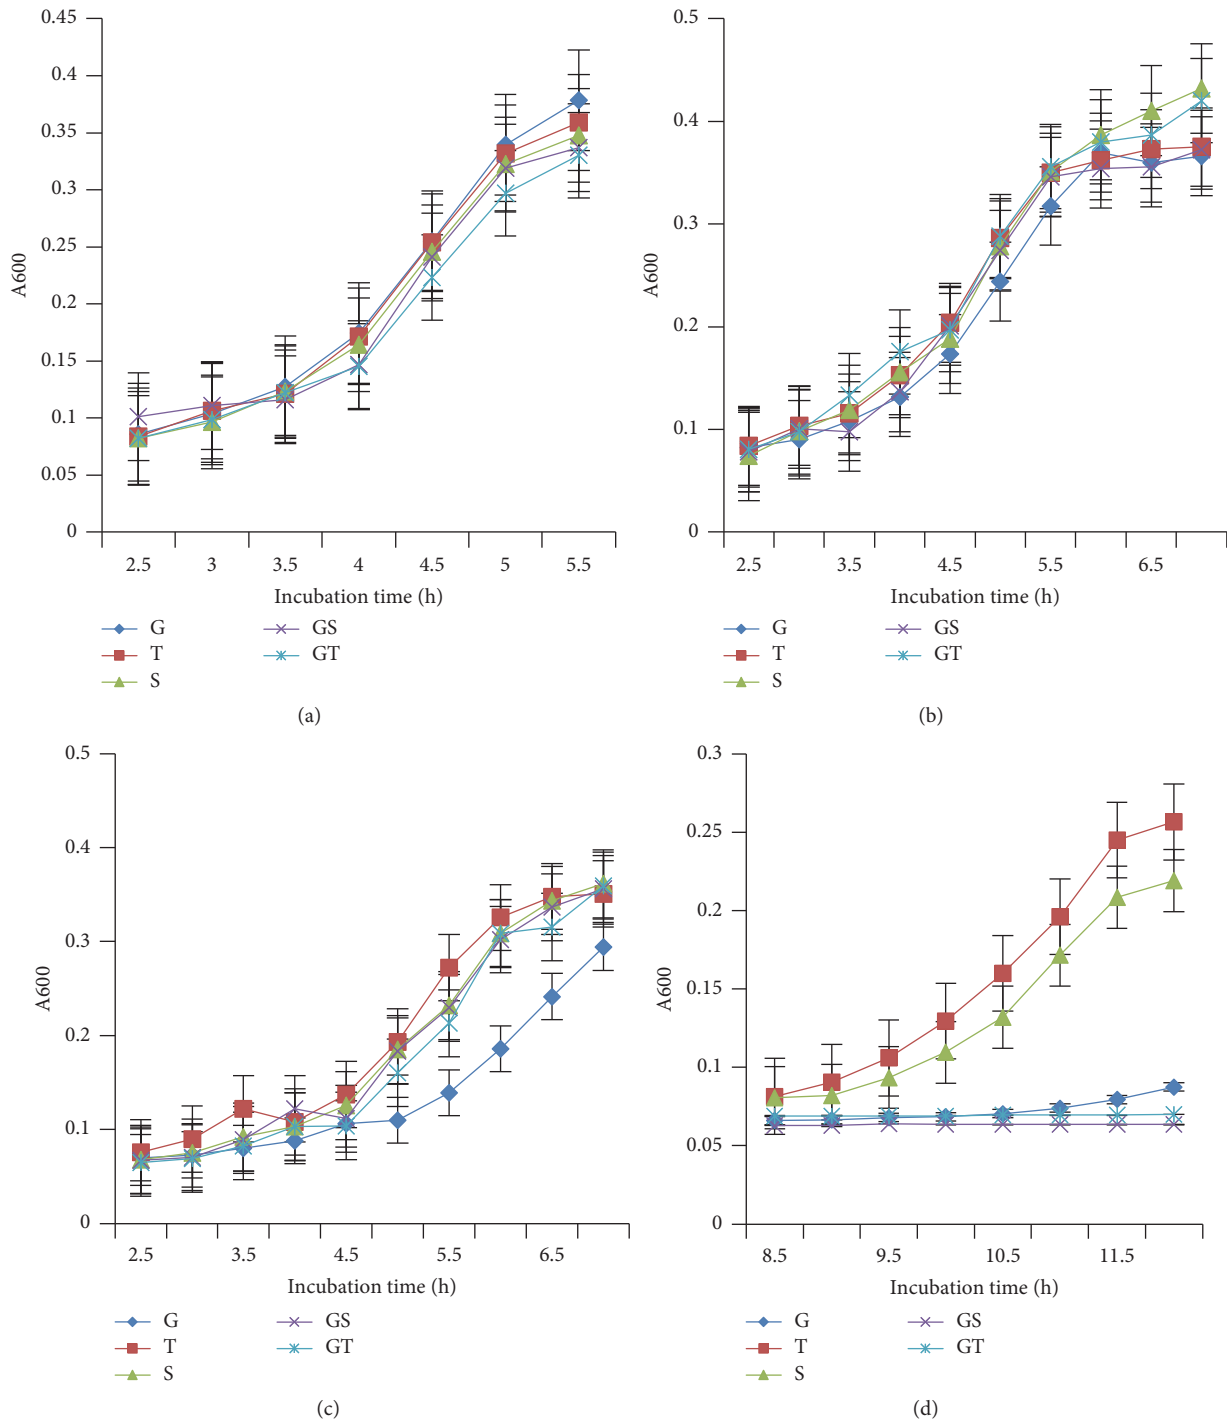 0.45
0.4
0.35
0.3
0.25
0.2
0.15
0.1
0.05
0
A600
2.5 3 3.5 4 4.5 5 5.5
Incubation time (h)
G GS
T GT
S
(a)
0.5
0.4
0.3
0.2
0.1
0
A600
2.5 3.5 4.5 5.5 6.5
Incubation time (h)
G GS
T GT
S
(b)
0.5
0.4
0.3
0.2
0.1
0
A600
2.5 3.5 4.5 5.5 6.5
Incubation time (h)
G GS
T GT
S
(c)
0.3
0.25
0.2
0.15
0.1
0.05
0
A600
8.5 9.5 10.5 11.5
Incubation time (h)
G GS
T GT
S
(d)